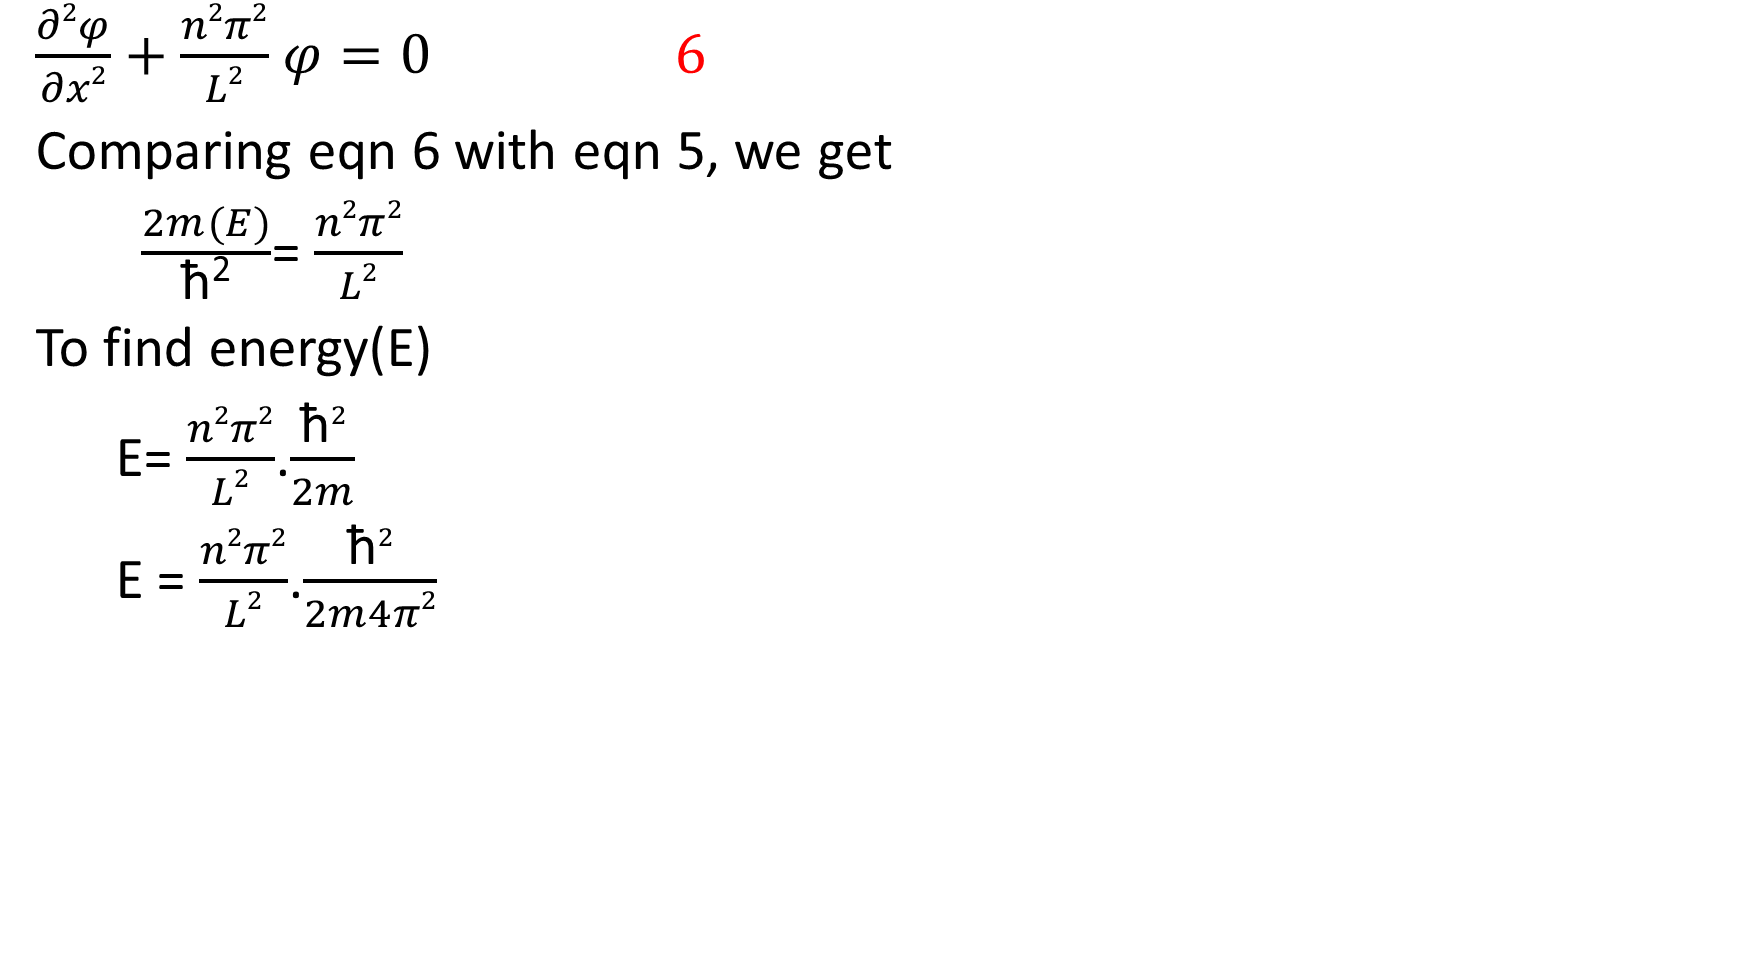 ∂²φ/∂x² + n²π²/L² φ = 0 6
Comparing eqn 6 with eqn 5, we get
2m(E)/ħ² = n²π²/L²
To find energy(E)
E= n²π²/L² . ħ²/2m
E = n²π²/L² . ħ²/2m4π²